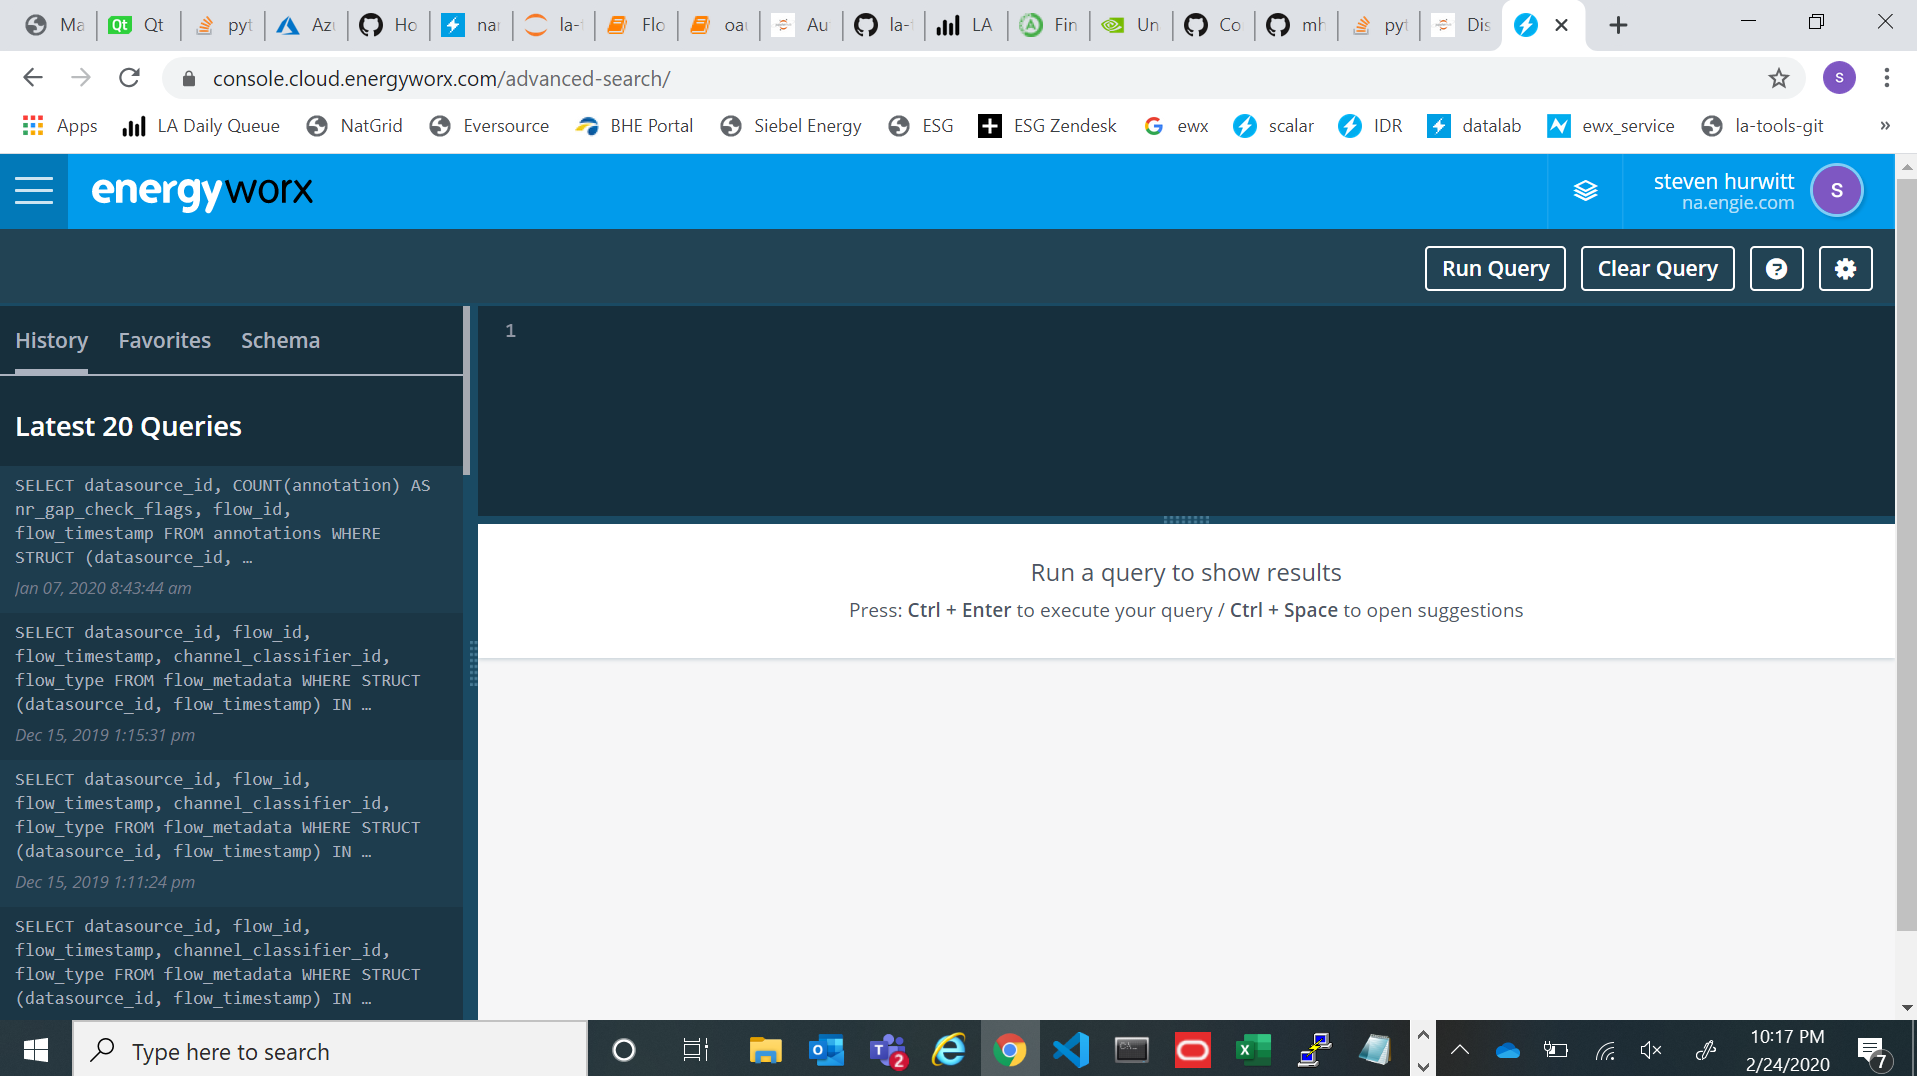 Ma
Qt
Qt
pyt
Azu
Ho
nar
la-t
Flo
oau
Au
la-t
LA
Fin
Un
Co
mh
pyt
Dis
console.cloud.energyworx.com/advanced-search/
S
Apps
LA Daily Queue
NatGrid
Eversource
BHE Portal
Siebel Energy
ESG
ESG Zendesk
ewx
scalar
IDR
datalab
ewx_service
la-tools-git
»
energyworx
steven hurwitt
na.engie.com
S
Run Query
Clear Query
?
History
Favorites
Schema
1
Latest 20 Queries
SELECT datasource_id, COUNT(annotation) AS
nr_gap_check_flags, flow_id,
flow_timestamp FROM annotations WHERE
STRUCT (datasource_id, …
Jan 07, 2020 8:43:44 am
SELECT datasource_id, flow_id,
flow_timestamp, channel_classifier_id,
flow_type FROM flow_metadata WHERE STRUCT
(datasource_id, flow_timestamp) IN …
Dec 15, 2019 1:15:31 pm
SELECT datasource_id, flow_id,
flow_timestamp, channel_classifier_id,
flow_type FROM flow_metadata WHERE STRUCT
(datasource_id, flow_timestamp) IN …
Dec 15, 2019 1:11:24 pm
SELECT datasource_id, flow_id,
flow_timestamp, channel_classifier_id,
flow_type FROM flow_metadata WHERE STRUCT
(datasource_id, flow_timestamp) IN …
Run a query to show results
Press: Ctrl + Enter to execute your query / Ctrl + Space to open suggestions
Type here to search
2
10:17 PM
2/24/2020
7